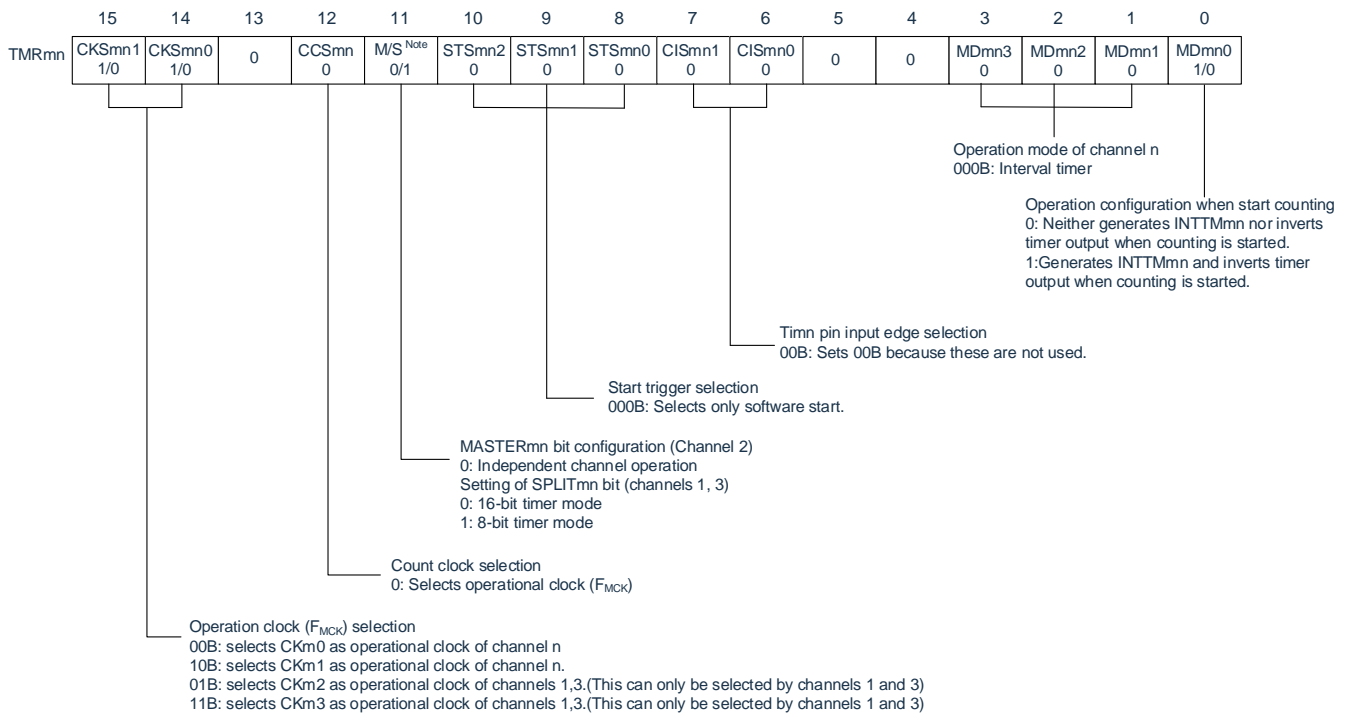 15 14 13 12 11 10 9 8 7 6 5 4 3 2 1 0
TMRmn CKSmn1 CKSmn0 0 CCSmn M/S Note STSmn2 STSmn1 STSmn0 CISmn1 CISmn0 0 0 MDmn3 MDmn2 MDmn1 MDmn0
1/0 1/0 0 0/1 0 0 0 0 0 0 0 0 1/0
Operation mode of channel n
000B: Interval timer
Operation configuration when start counting
0: Neither generates INTTMmn nor inverts
timer output when counting is started.
1:Generates INTTMmn and inverts timer
output when counting is started.
Timn pin input edge selection
00B: Sets 00B because these are not used.
Start trigger selection
000B: Selects only software start.
MASTERmn bit configuration (Channel 2)
0: Independent channel operation
Setting of SPLITmn bit (channels 1, 3)
0: 16-bit timer mode
1: 8-bit timer mode
Count clock selection
0: Selects operational clock (FMCK)
Operation clock (FMCK) selection
00B: selects CKm0 as operational clock of channel n
10B: selects CKm1 as operational clock of channel n.
01B: selects CKm2 as operational clock of channels 1,3.(This can only be selected by channels 1 and 3)
11B: selects CKm3 as operational clock of channels 1,3.(This can only be selected by channels 1 and 3)